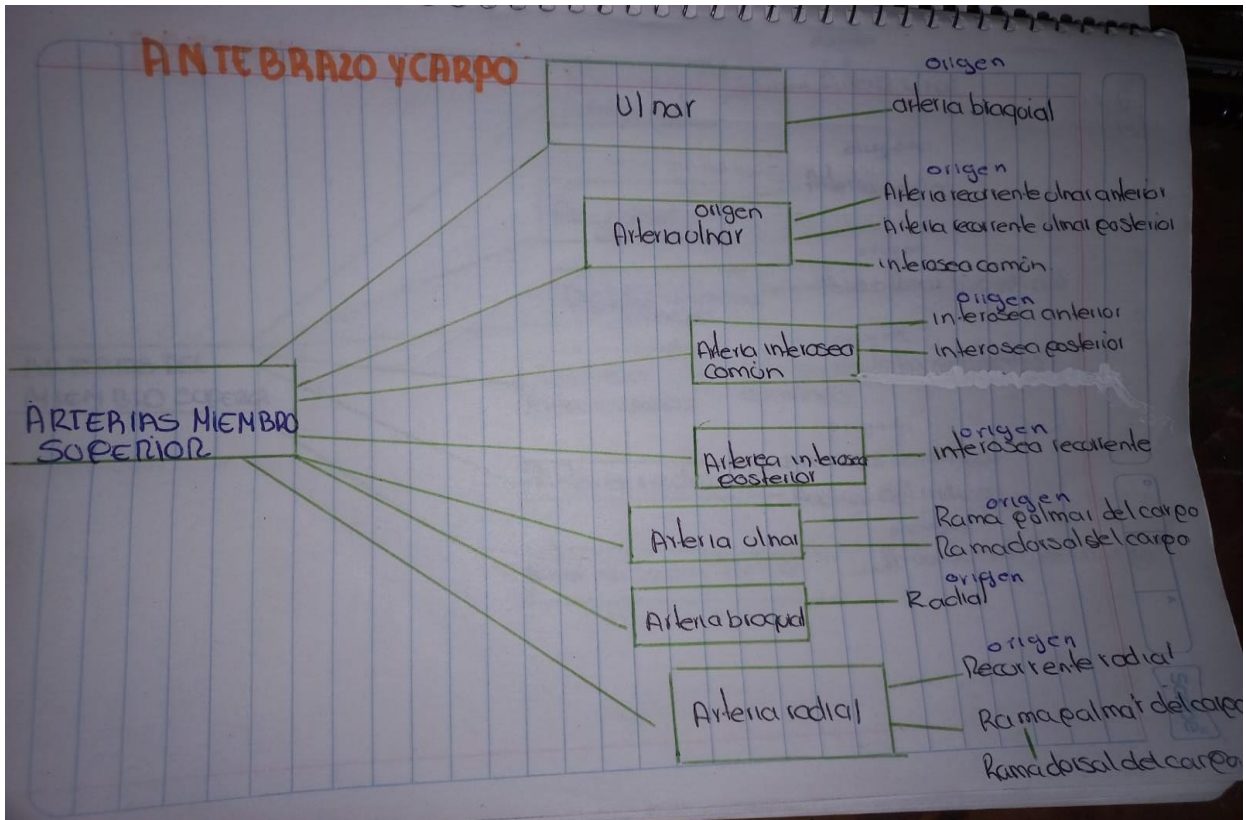 ANTEBRAZO Y CARPO
ARTERIAS MIEMBRO
SUPERIOR
Ulnar
origen
arteria braquial
origen
Arteria ulnar
origen
Arteria recurrente ulnar anterior
Arteria recurrente ulnar posterior
interosea común
Arteria interosea
común
origen
interosea anterior
interosea posterior
Arterea interosea
posterior
origen
interosea recurrente
Arteria ulnar
origen
Rama palmar del carpo
Rama dorsal del carpo
Arteria broquial
origen
Radial
Arteria radial
origen
Recurrente radial
Rama palmar del carpo
Rama dorsal del carpo